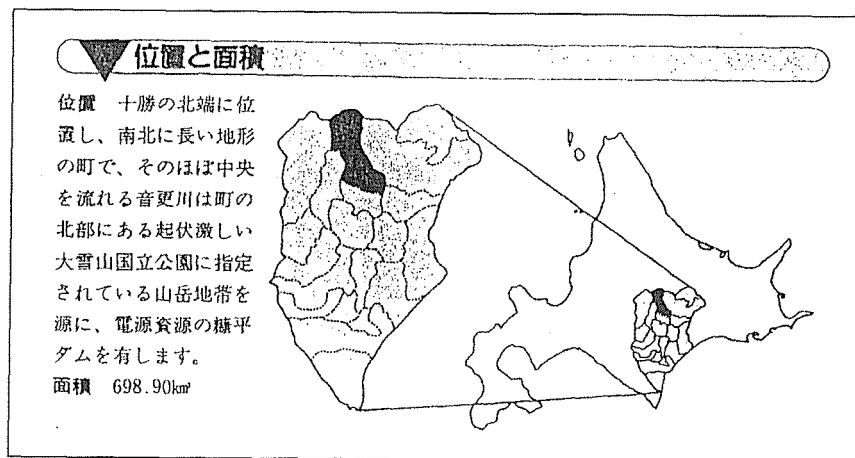 位置と面積
位置　十勝の北端に位
置し、南北に長い地形
の町で、そのほぼ中央
を流れる音更川は町の
北部にある起伏激しい
大雪山国立公園に指定
されている山岳地帯を
源に、電源資源の糠平
ダムを有します。
面積　698.90km²